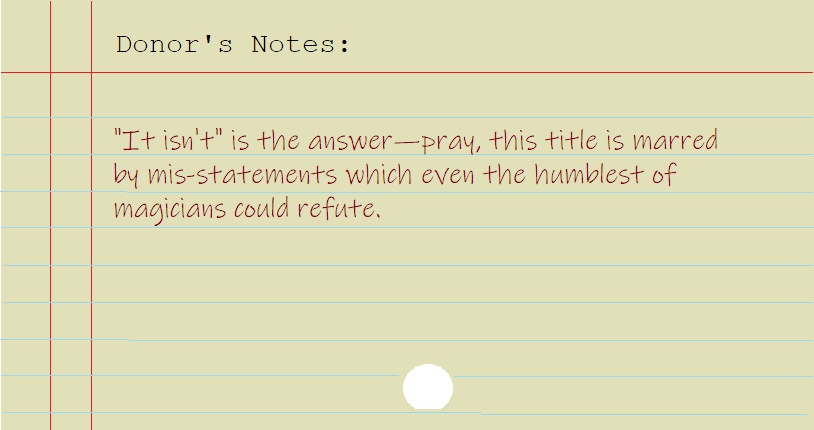 Donor's Notes:
"It isn't" is the answer—pray, this title is marred
by mis-statements which even the humblest of
magicians could refute.